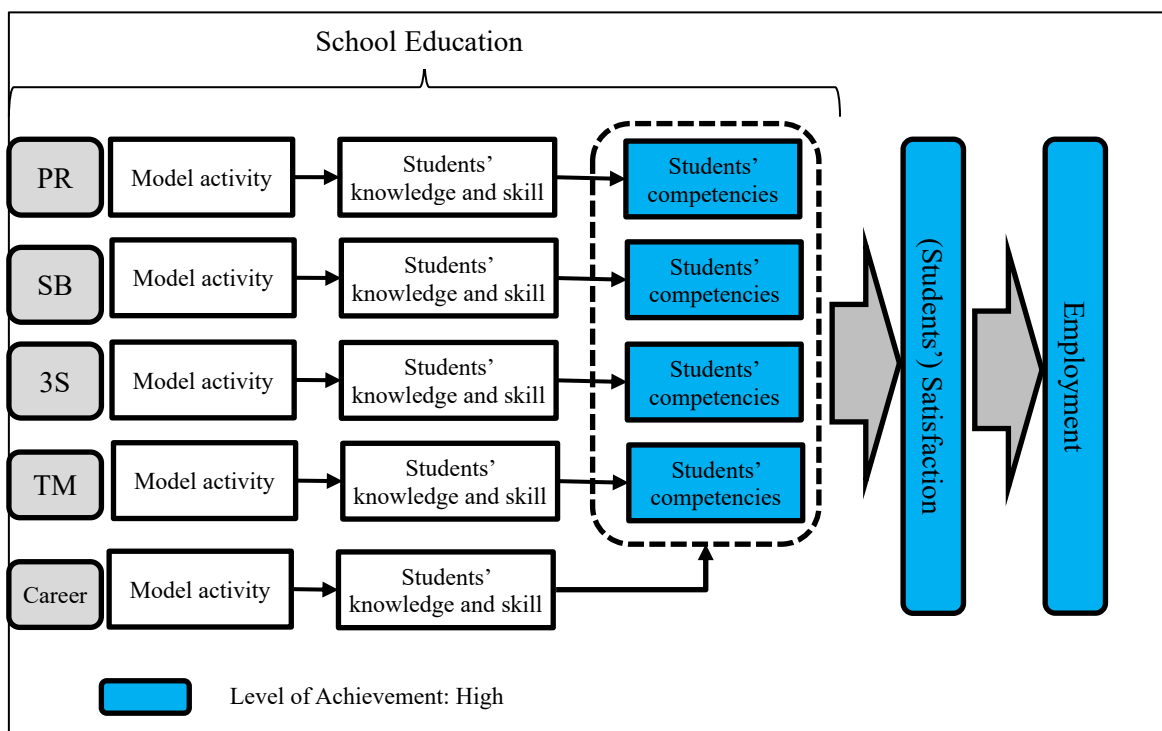 School Education
PR
Model activity
Students’
knowledge and skill
Students’
competencies
SB
Model activity
Students’
knowledge and skill
Students’
competencies
3S
Model activity
Students’
knowledge and skill
Students’
competencies
TM
Model activity
Students’
knowledge and skill
Students’
competencies
Career
Model activity
Students’
knowledge and skill
(Students’) Satisfaction
Employment
Level of Achievement: High